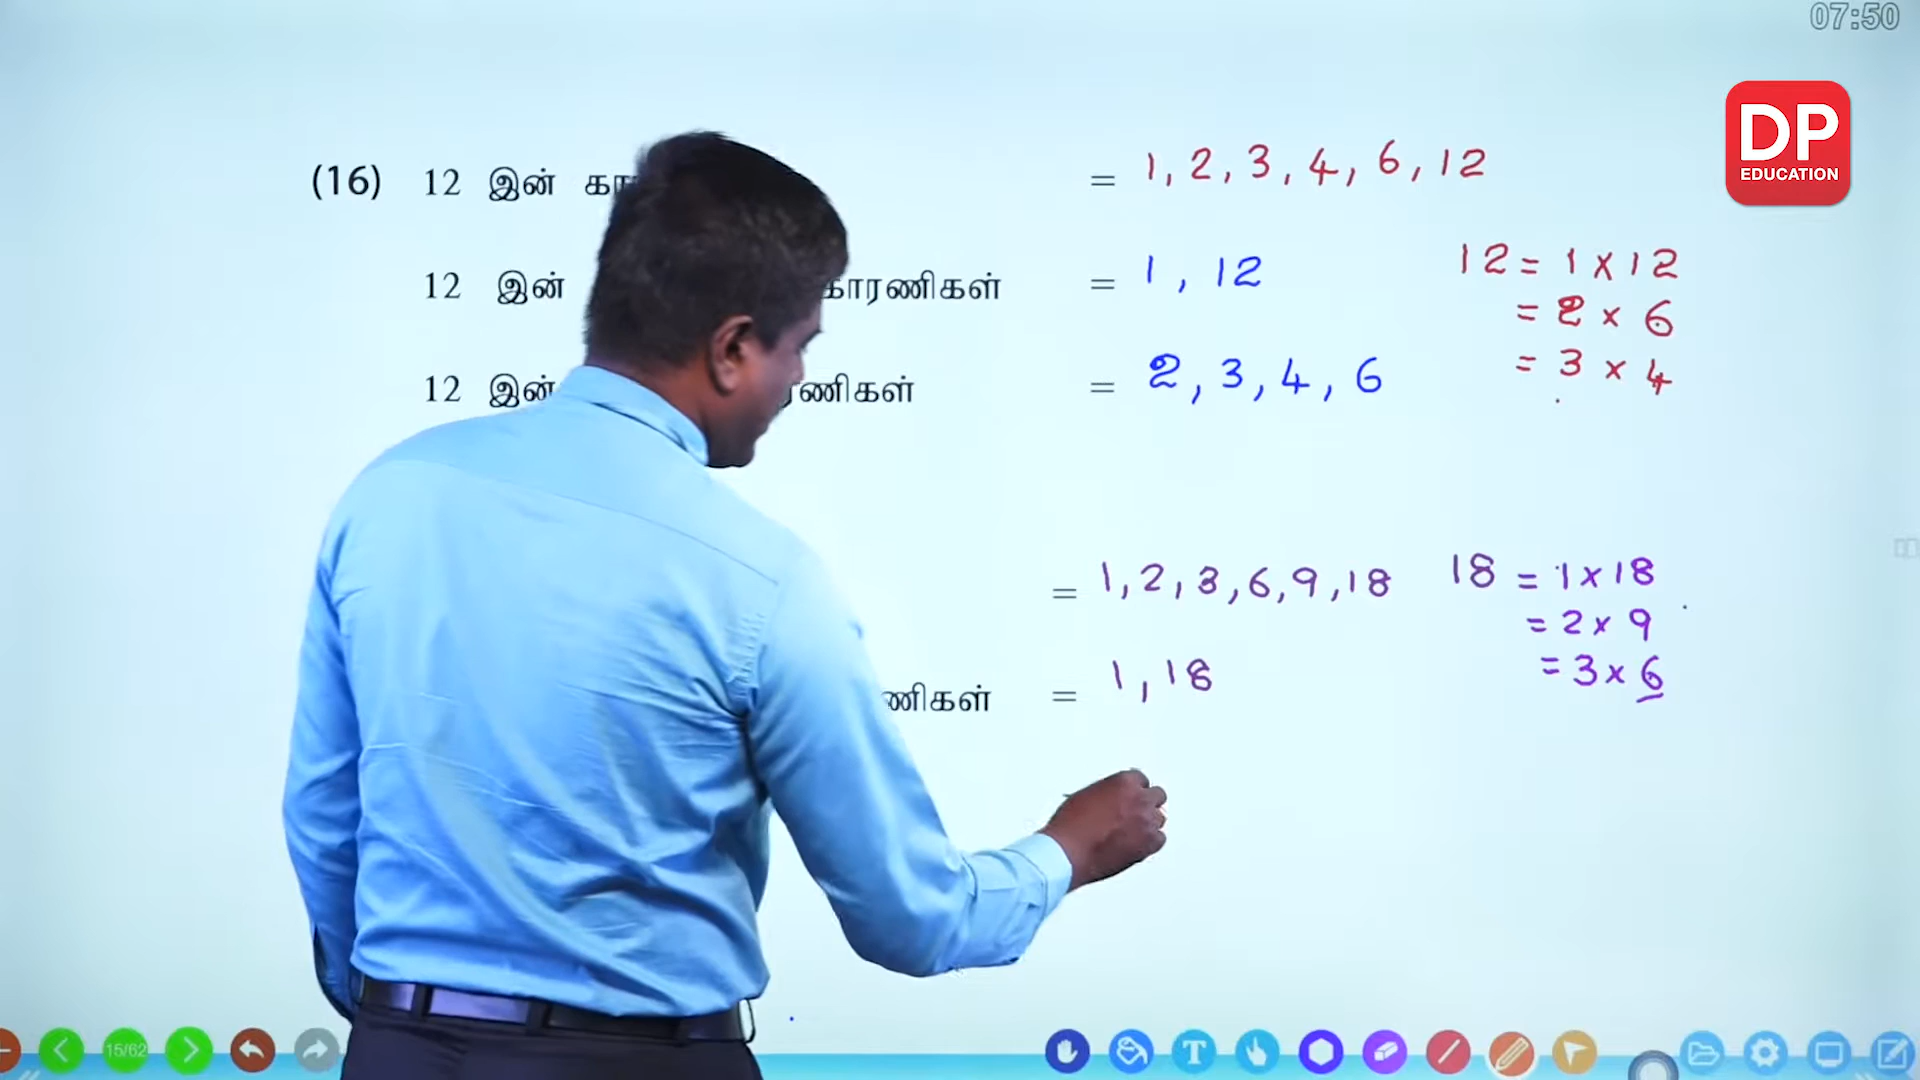 07:50
DP
EDUCATION
(16) 12 இன் = 1, 2, 3, 4, 6, 12
12 இன் காரணிகள் = 1, 12
12 இன் = 2, 3, 4, 6
12 = 1 × 12
= 2 × 6
= 3 × 4
= 1, 2, 3, 6, 9, 18
= 1, 18
18 = 1 × 18
= 2 × 9
= 3 × 6
15/62
T